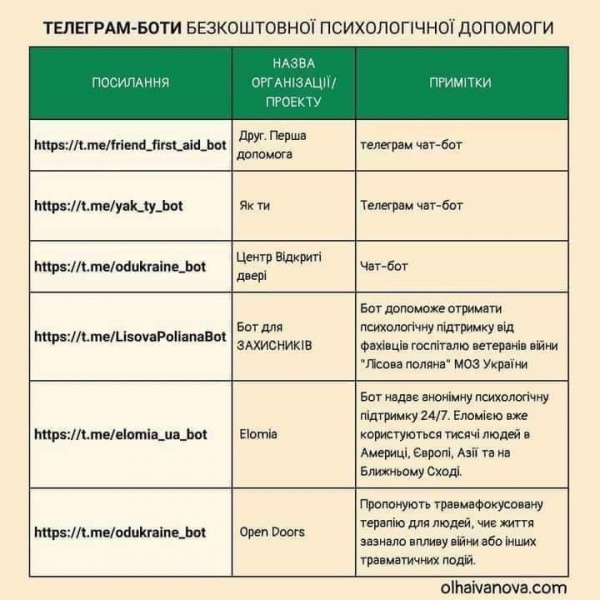 ТЕЛЕГРАМ-БОТИ БЕЗКОШТОВНОЇ ПСИХОЛОГІЧНОЇ ДОПОМОГИ
ПОСИЛАННЯ
НАЗВА
ОРГАНІЗАЦІЇ/
ПРОЕКТУ
ПРИМІТКИ
https://t.me/friend_first_aid_bot
Друг. Перша
допомога
телеграм чат-бот
https://t.me/yak_ty_bot
Як ти
Телеграм чат-бот
https://t.me/odukraine_bot
Центр Відкриті
двері
Чат-бот
https://t.me/LisovaPolianaBot
Бот для
ЗАХИСНИКІВ
Бот допоможе отримати
психологічну підтримку від
фахівців госпіталю ветеранів війни
"Лісова поляна" МОЗ України
https://t.me/elomia_ua_bot
Elomia
Бот надає анонімну психологічну
підтримку 24/7. Еломією вже
користуються тисячі людей в
Америці, Європі, Азії та на
Ближньому Сході.
https://t.me/odukraine_bot
Open Doors
Пропонують травмафокусовану
терапію для людей, чиє життя
зазнало впливу війни або інших
травматичних подій.
olhaivanova.com